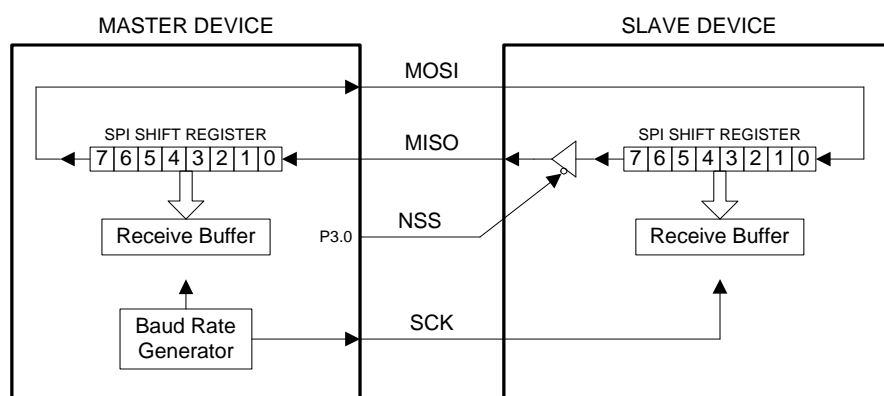 MASTER DEVICE
SLAVE DEVICE
MOSI
SPI SHIFT REGISTER
7 6 5 4 3 2 1 0
MISO
SPI SHIFT REGISTER
7 6 5 4 3 2 1 0
Receive Buffer
P3.0
NSS
Receive Buffer
Baud Rate
Generator
SCK